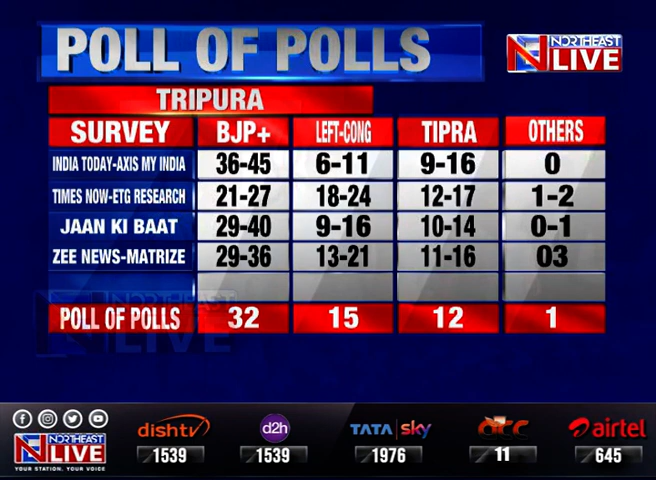 POLL OF POLLS
NORTHEAST
LIVE
TRIPURA
SURVEY BJP+ LEFT-CONG TIPRA OTHERS
INDIA TODAY-AXIS MY INDIA 36-45 6-11 9-16 0
TIMES NOW-ETG RESEARCH 21-27 18-24 12-17 1-2
JAAN KI BAAT 29-40 9-16 10-14 0-1
ZEE NEWS-MATRIZE 29-36 13-21 11-16 03
NORTHEAST
LIVE
POLL OF POLLS 32 15 12 1
NORTHEAST
LIVE
YOUR STATION. YOUR VOICE
dishtv d2h TATA sky airtel
1539 1539 1976 11 645